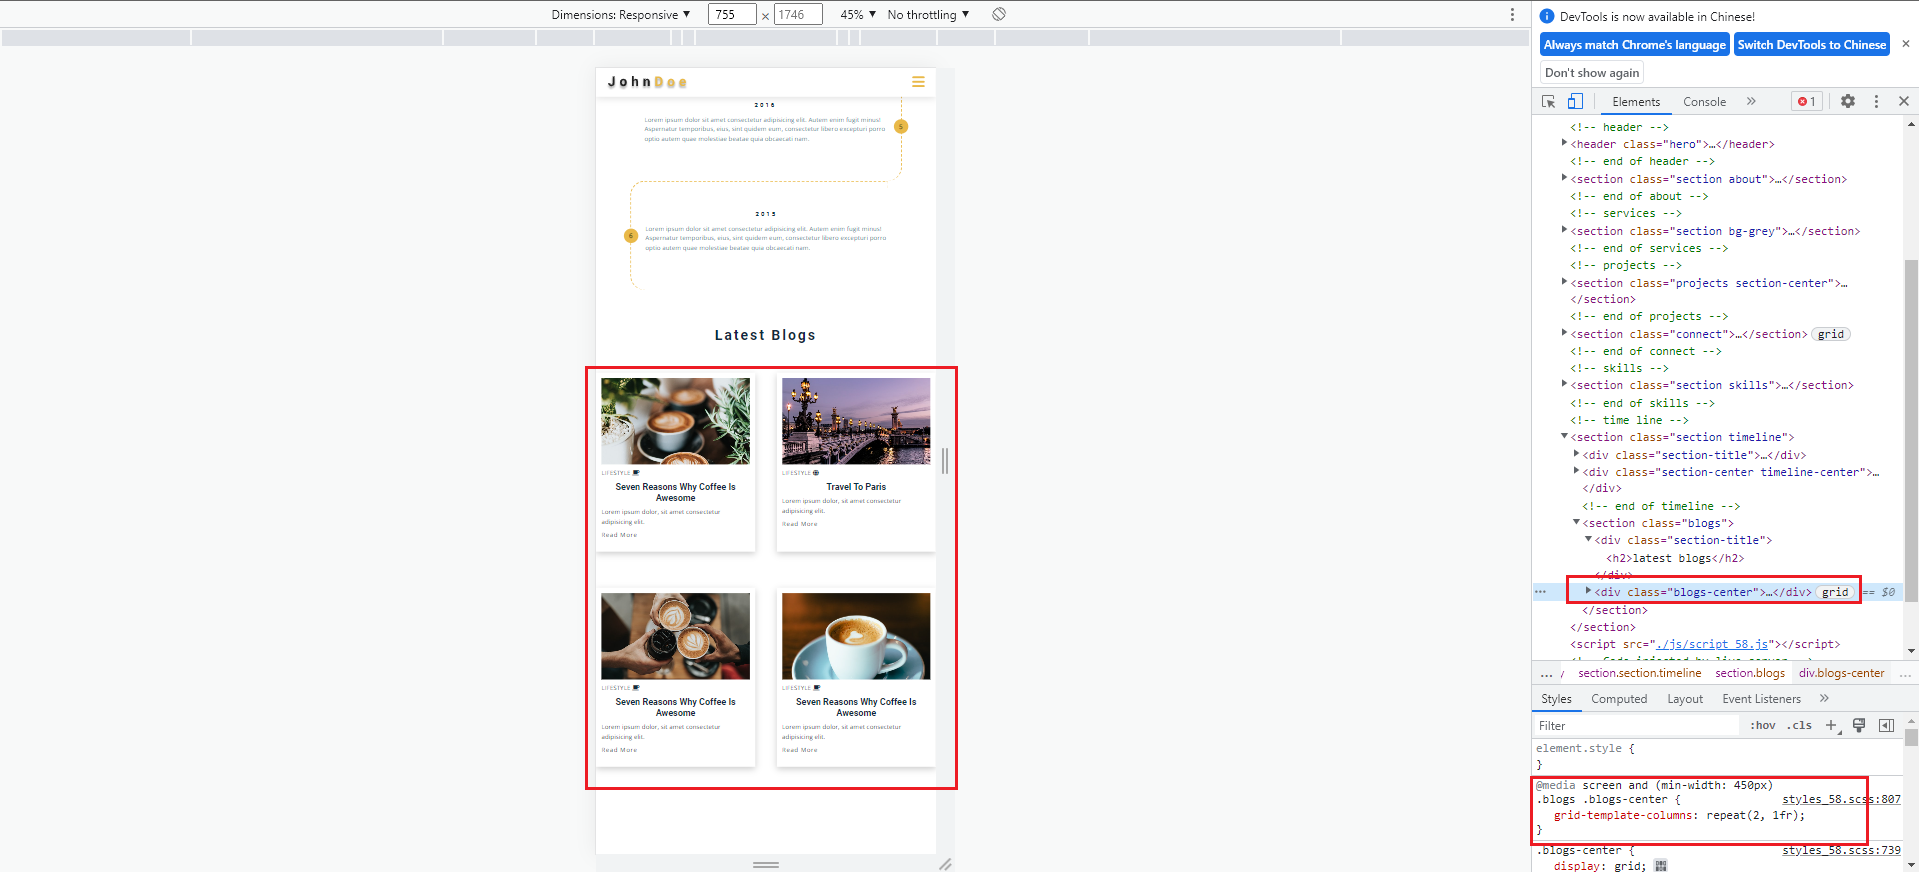 Dimensions: Responsive ▼ 755 × 1746 45% ▼ No throttling ▼
JohnDoe
2016
Lorem ipsum dolor sit amet consectetur adipisicing elit. Autem enim fugit minus!
Aspernatur temporibus, eius, sint quidem eum, consectetur libero excepturi porro
optio autem quae molestiae beatae quia obcaecati nam.
5
2015
Lorem ipsum dolor sit amet consectetur adipisicing elit. Autem enim fugit minus!
Aspernatur temporibus, eius, sint quidem eum, consectetur libero excepturi porro
optio autem quae molestiae beatae quia obcaecati nam.
6
Latest Blogs
LIFESTYLE
Seven Reasons Why Coffee Is
Awesome
Lorem ipsum dolor, sit amet consectetur
adipisicing elit.
Read More
LIFESTYLE
Travel To Paris
Lorem ipsum dolor, sit amet consectetur
adipisicing elit.
Read More
LIFESTYLE
Seven Reasons Why Coffee Is
Awesome
Lorem ipsum dolor, sit amet consectetur
adipisicing elit.
Read More
LIFESTYLE
Seven Reasons Why Coffee Is
Awesome
Lorem ipsum dolor, sit amet consectetur
adipisicing elit.
Read More
DevTools is now available in Chinese!
Always match Chrome's language Switch DevTools to Chinese
Don't show again
Elements Console » 1
<!-- header -->
<header class="hero">…</header>
<!-- end of header -->
<section class="section about">…</section>
<!-- end of about -->
<!-- services -->
<section class="section bg-grey">…</section>
<!-- end of services -->
<!-- projects -->
<section class="projects section-center">…
</section>
<!-- end of projects -->
<section class="connect">…</section> grid
<!-- end of connect -->
<!-- skills -->
<section class="section skills">…</section>
<!-- end of skills -->
<!-- time line -->
<section class="section timeline">
<div class="section-title">…</div>
<div class="section-center timeline-center">…
</div>
<!-- end of timeline -->
<section class="blogs">
<div class="section-title">
<h2>latest blogs</h2>
</div>
<div class="blogs-center">…</div> grid == $0
</section>
</section>
<script src="./js/script_58.js"></script>
<!-- Code injected by live-server -->
… / section.section.timeline section.blogs div.blogs-center …
Styles Computed Layout Event Listeners »
Filter :hov .cls +
element.style {
}
@media screen and (min-width: 450px)
.blogs .blogs-center { styles_58.scss:807
grid-template-columns: repeat(2, 1fr);
}
.blogs-center { styles_58.scss:739
display: grid;